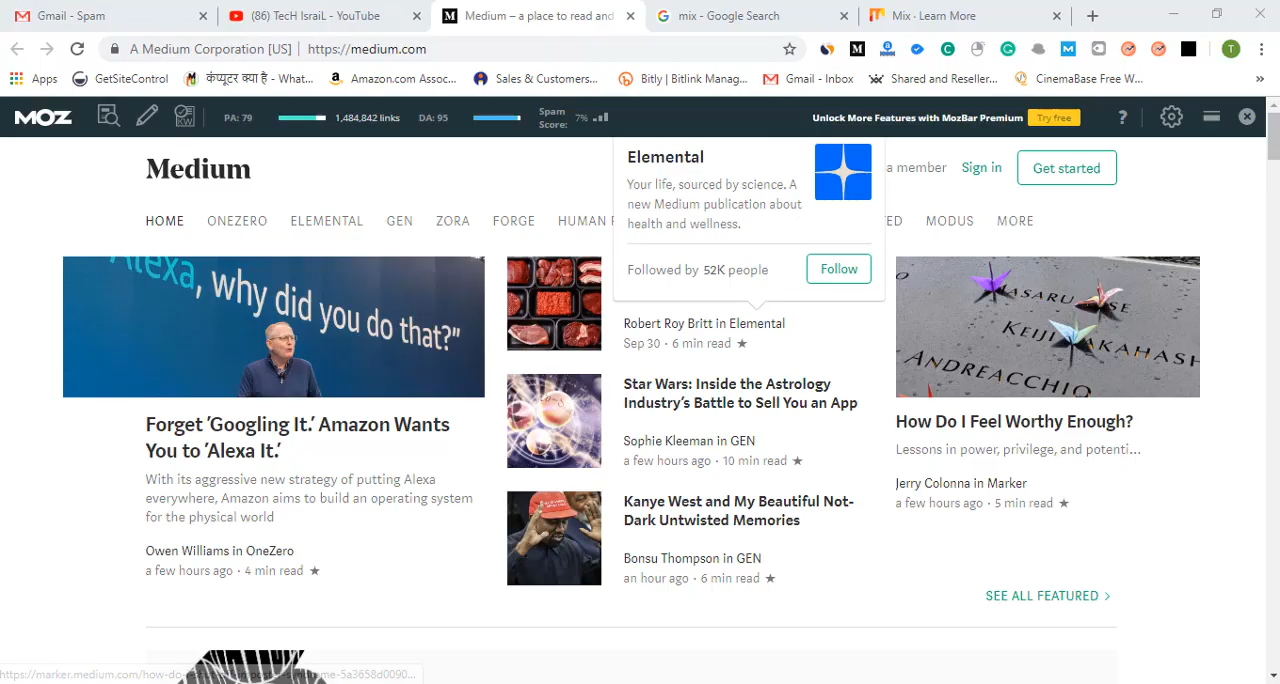 Gmail - Spam
(86) TecH IsraiL - YouTube
Medium – a place to read and
mix - Google Search
Mix · Learn More
A Medium Corporation [US] | https://medium.com
T
Apps
GetSiteControl
कंप्यूटर क्या है - What...
Amazon.com Assoc...
Sales & Customers...
Bitly | Bitlink Manag...
Gmail - Inbox
Shared and Reseller...
CinemaBase Free W...
»
MOZ
PA: 79
1,484,842 links
DA: 95
Spam
Score: 7%
Unlock More Features with MozBar Premium
Try free
?
Medium
a member
Sign in
Get started
HOME
ONEZERO
ELEMENTAL
GEN
ZORA
FORGE
HUMAN
ED
MODUS
MORE
Elemental
Your life, sourced by science. A
new Medium publication about
health and wellness.
Followed by 52K people
Follow
Alexa, why did you do that?"
Forget 'Googling It.' Amazon Wants
You to 'Alexa It.'
With its aggressive new strategy of putting Alexa
everywhere, Amazon aims to build an operating system
for the physical world
Owen Williams in OneZero
a few hours ago · 4 min read ★
Robert Roy Britt in Elemental
Sep 30 · 6 min read ★
Star Wars: Inside the Astrology
Industry's Battle to Sell You an App
Sophie Kleeman in GEN
a few hours ago · 10 min read ★
Kanye West and My Beautiful Not-
Dark Untwisted Memories
Bonsu Thompson in GEN
an hour ago · 6 min read ★
MASARU
KEIJI TAKAHASH
ANDREACCHIO
How Do I Feel Worthy Enough?
Lessons in power, privilege, and potenti...
Jerry Colonna in Marker
a few hours ago · 5 min read ★
SEE ALL FEATURED >